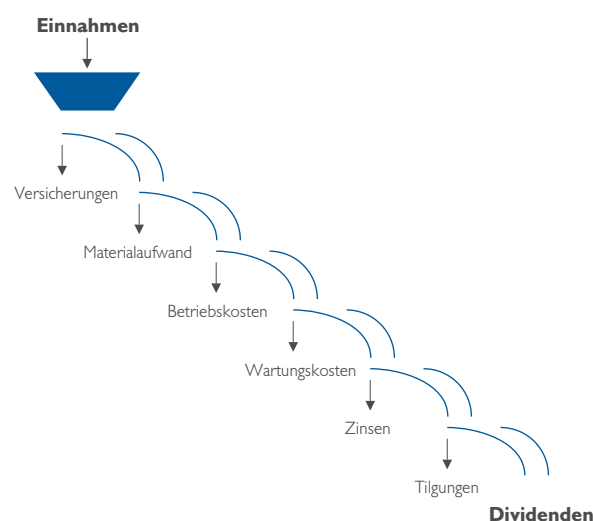 Einnahmen
Versicherungen
Materialaufwand
Betriebskosten
Wartungskosten
Zinsen
Tilgungen
Dividenden